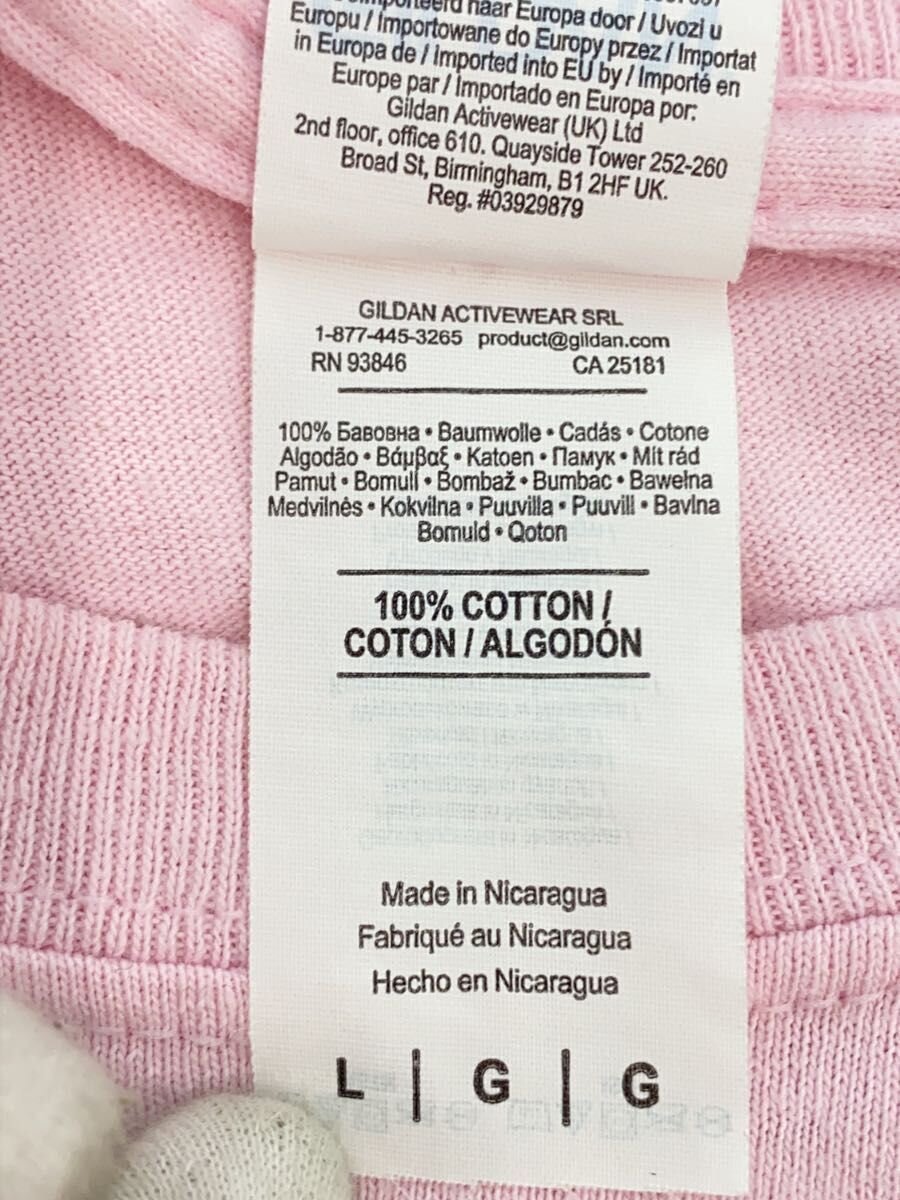 naar Europa door / Uvozi u
Europu / Importowane do Europy przez / Importat
in Europa de / Imported into EU by / Importé en
Europe par / Importado en Europa por:
Gildan Activewear (UK) Ltd
2nd floor, office 610. Quayside Tower 252-260
Broad St, Birmingham, B1 2HF UK.
Reg. #03929879
GILDAN ACTIVEWEAR SRL
1-877-445-3265 product@gildan.com
RN 93846 CA 25181
100% Бавовна • Baumwolle • Cadás • Cotone
Algodão • Βάμβαξ • Katoen • Памук • Mít rád
Pamut • Bomull • Bombaž • Bumbac • Bawełna
Medvilnės • Kokvilna • Puuvilla • Puuvill • Bavlna
Bomuld • Qoton
100% COTTON /
COTON / ALGODÓN
Made in Nicaragua
Fabriqué au Nicaragua
Hecho en Nicaragua
L | G | G